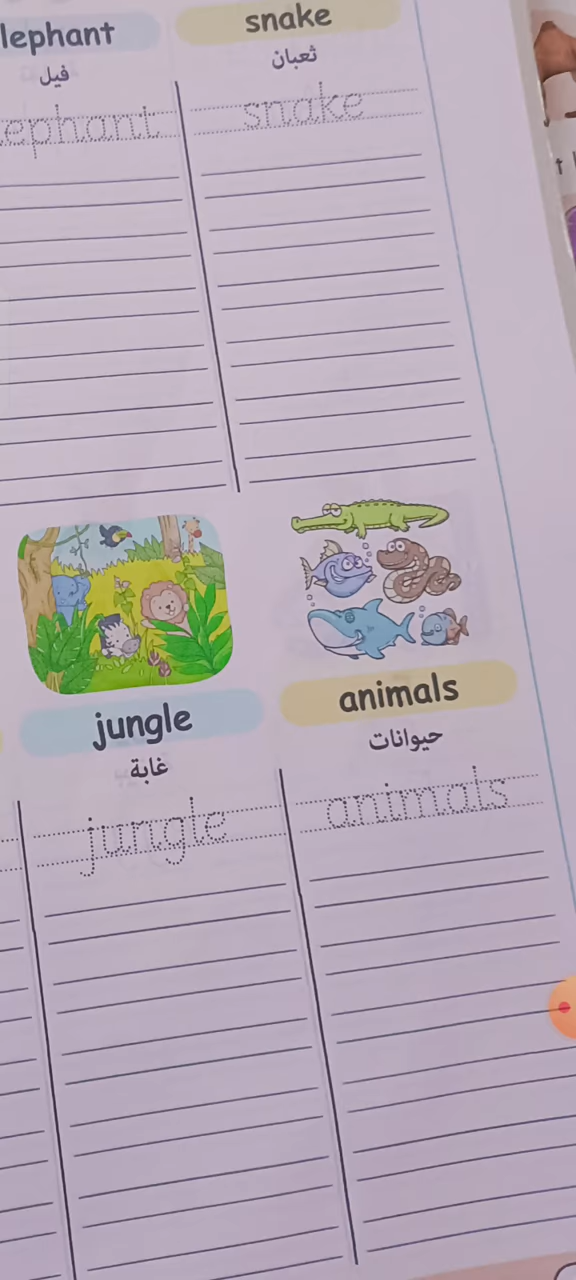 lephant
snake
فيل
ثعبان
ephant
snake
jungle
animals
غابة
حيوانات
jungle
animals